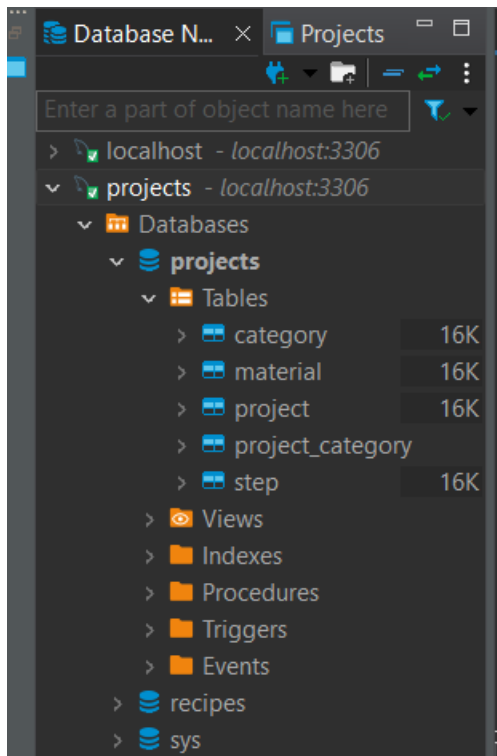 Database N... Projects
Enter a part of object name here
localhost - localhost:3306
projects - localhost:3306
Databases
projects
Tables
category 16K
material 16K
project 16K
project_category
step 16K
Views
Indexes
Procedures
Triggers
Events
recipes
sys